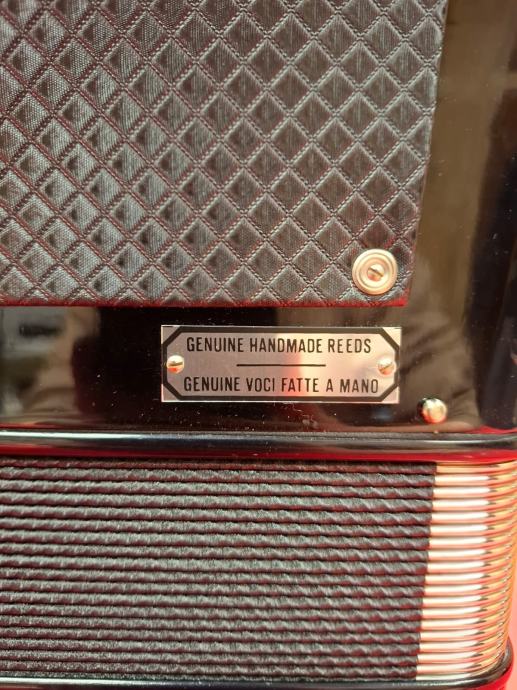 GENUINE HANDMADE REEDS
GENUINE VOCI FATTE A MANO